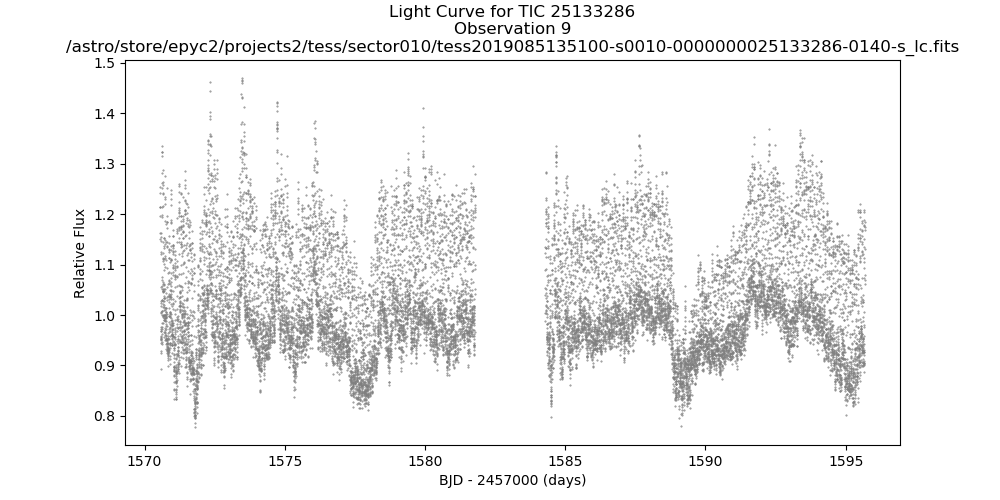 Light Curve for TIC 25133286
Observation 9
/astro/store/epyc2/projects2/tess/sector010/tess2019085135100-s0010-0000000025133286-0140-s_lc.fits
1.5
1.4
1.3
1.2
1.1
1.0
0.9
0.8
Relative Flux
1570 1575 1580 1585 1590 1595
BJD - 2457000 (days)